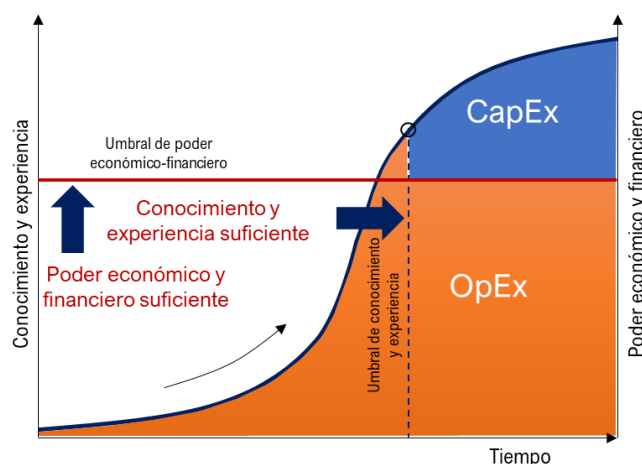 Conocimiento y experiencia
Umbral de poder
económico-financiero
Conocimiento y
experiencia suficiente
Poder económico y
financiero suficiente
Umbral de conocimiento
y experiencia
CapEx
OpEx
Poder económico y financiero
Tiempo